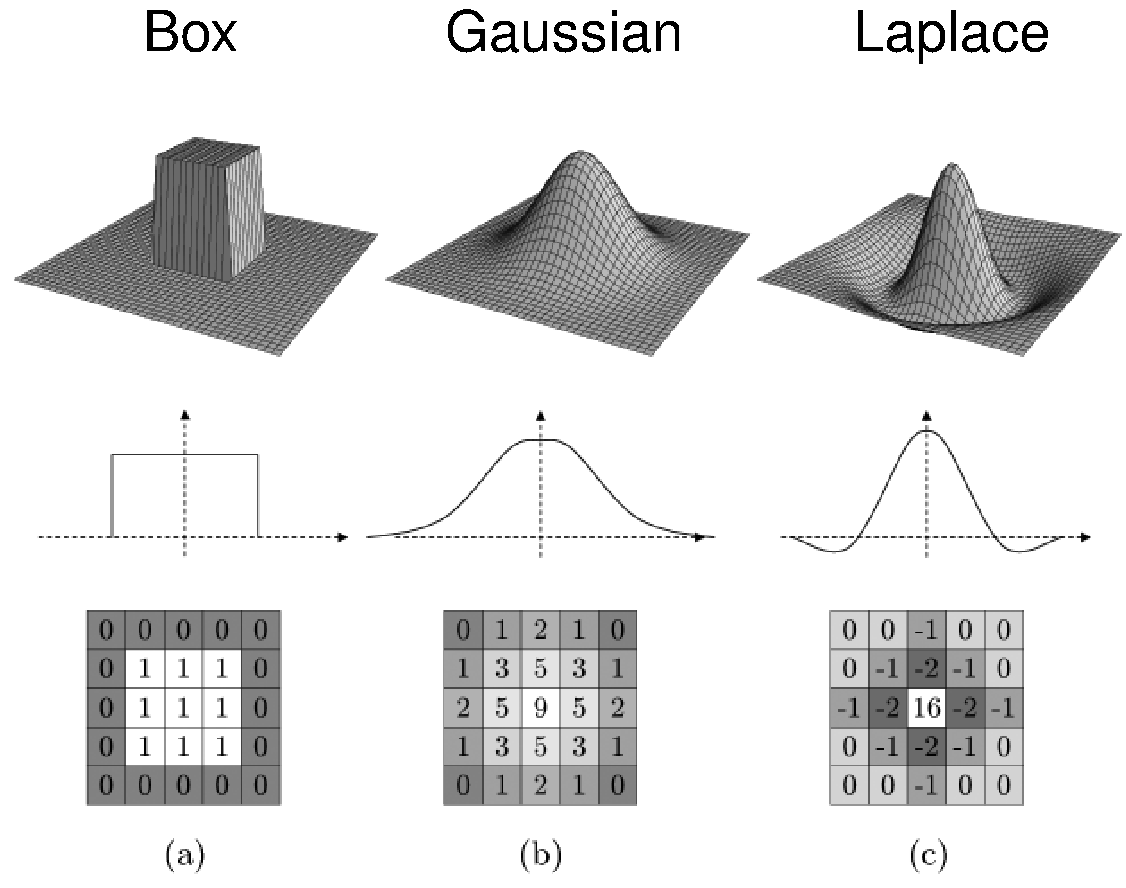 Box Gaussian Laplace
0 0 0 0 0 0 1 2 1 0 0 0 -1 0 0
0 1 1 1 0 1 3 5 3 1 0 -1 -2 -1 0
0 1 1 1 0 2 5 9 5 2 -1 -2 16 -2 -1
0 1 1 1 0 1 3 5 3 1 0 -1 -2 -1 0
0 0 0 0 0 0 1 2 1 0 0 0 -1 0 0
(a) (b) (c)